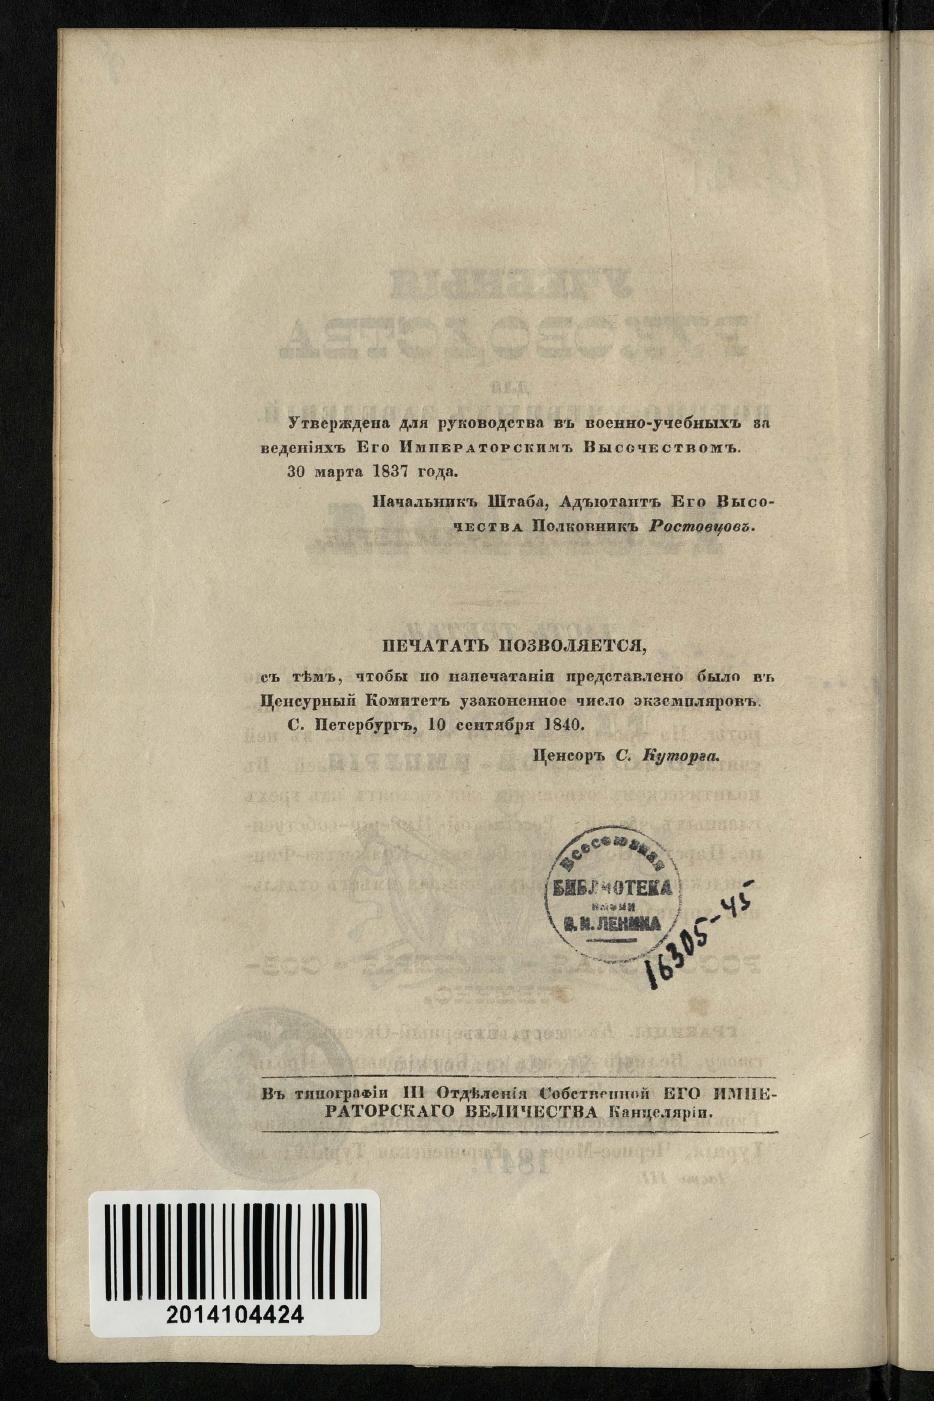 Утверждена для руководства въ военно-учебныхъ за
веденіяхъ Его Императорскимъ Высочествомъ.
30 марта 1837 года.
Начальникъ Штаба, Адъютантъ Его Высо-
чества Полковникъ Ростовцовъ.
ПЕЧАТАТЬ ПОЗВОЛЯЕТСЯ,
съ тѣмъ, чтобы по напечатаніи представлено было въ
Ценсурный Комитетъ узаконенное число экземпляровъ.
С. Петербургъ, 10 сентября 1840.
Ценсоръ С. Куторга.
Всесоюзная
БИБЛИОТЕКА
имени
В.И.ЛЕНИНА
16305-45
Въ типографіи III Отдѣленія Собственной ЕГО ИМПЕ-
РАТОРСКАГО ВЕЛИЧЕСТВА Канцеляріи.
2014104424